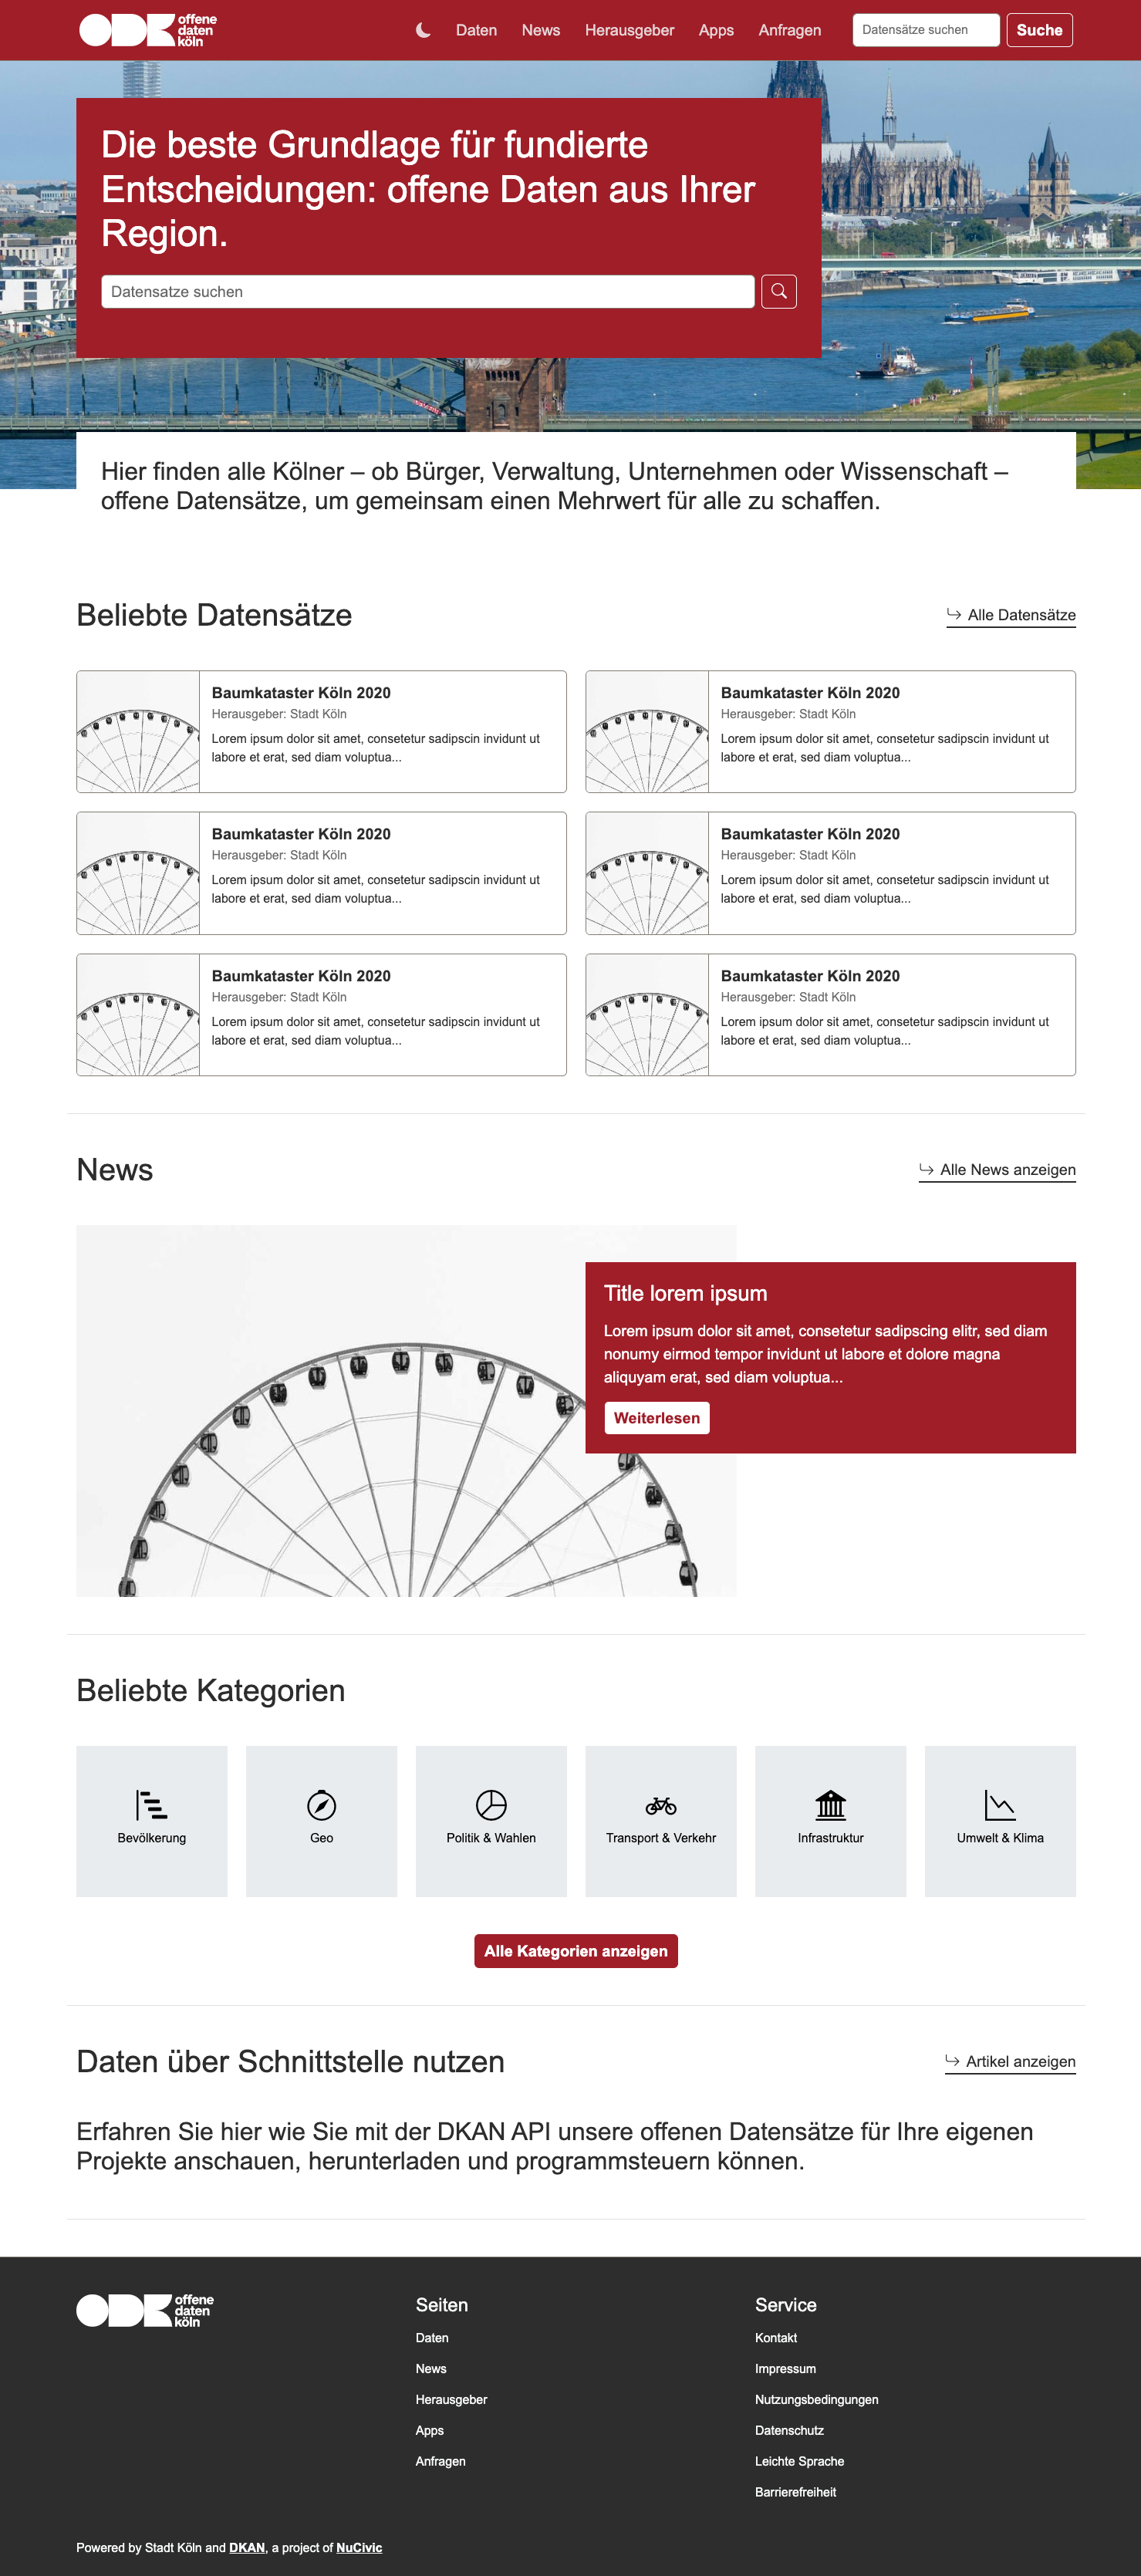 ODK offene
daten
köln
Daten News Herausgeber Apps Anfragen Datensätze suchen Suche
Die beste Grundlage für fundierte
Entscheidungen: offene Daten aus Ihrer
Region.
Datensatze suchen
Hier finden alle Kölner – ob Bürger, Verwaltung, Unternehmen oder Wissenschaft –
offene Datensätze, um gemeinsam einen Mehrwert für alle zu schaffen.
Beliebte Datensätze
Alle Datensätze
Baumkataster Köln 2020
Herausgeber: Stadt Köln
Lorem ipsum dolor sit amet, consetetur sadipscin invidunt ut
labore et erat, sed diam voluptua...
Baumkataster Köln 2020
Herausgeber: Stadt Köln
Lorem ipsum dolor sit amet, consetetur sadipscin invidunt ut
labore et erat, sed diam voluptua...
Baumkataster Köln 2020
Herausgeber: Stadt Köln
Lorem ipsum dolor sit amet, consetetur sadipscin invidunt ut
labore et erat, sed diam voluptua...
Baumkataster Köln 2020
Herausgeber: Stadt Köln
Lorem ipsum dolor sit amet, consetetur sadipscin invidunt ut
labore et erat, sed diam voluptua...
Baumkataster Köln 2020
Herausgeber: Stadt Köln
Lorem ipsum dolor sit amet, consetetur sadipscin invidunt ut
labore et erat, sed diam voluptua...
Baumkataster Köln 2020
Herausgeber: Stadt Köln
Lorem ipsum dolor sit amet, consetetur sadipscin invidunt ut
labore et erat, sed diam voluptua...
News
Alle News anzeigen
Title lorem ipsum
Lorem ipsum dolor sit amet, consetetur sadipscing elitr, sed diam
nonumy eirmod tempor invidunt ut labore et dolore magna
aliquyam erat, sed diam voluptua...
Weiterlesen
Beliebte Kategorien
Bevölkerung
Geo
Politik & Wahlen
Transport & Verkehr
Infrastruktur
Umwelt & Klima
Alle Kategorien anzeigen
Daten über Schnittstelle nutzen
Artikel anzeigen
Erfahren Sie hier wie Sie mit der DKAN API unsere offenen Datensätze für Ihre eigenen
Projekte anschauen, herunterladen und programmsteuern können.
ODK offene
daten
köln
Seiten
Daten
News
Herausgeber
Apps
Anfragen
Service
Kontakt
Impressum
Nutzungsbedingungen
Datenschutz
Leichte Sprache
Barrierefreiheit
Powered by Stadt Köln and DKAN, a project of NuCivic